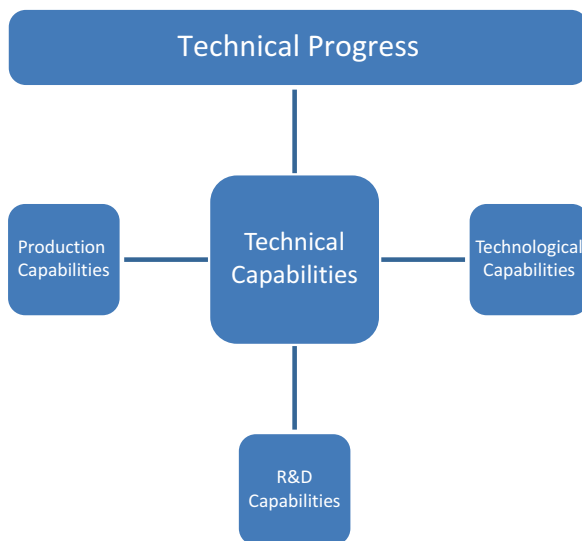 Technical Progress
Production
Capabilities
Technical
Capabilities
Technological
Capabilities
R&D
Capabilities